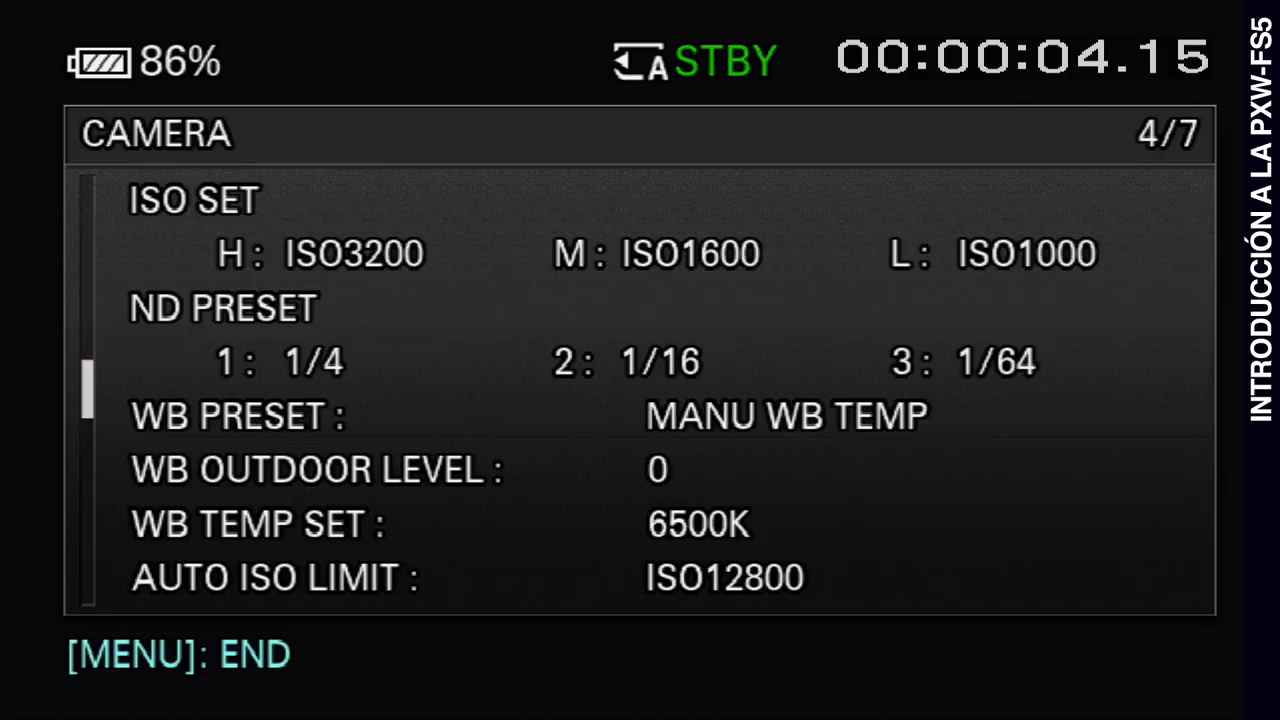 86% A STBY 00:00:04.15
CAMERA 4/7
ISO SET
H : ISO3200 M : ISO1600 L : ISO1000
ND PRESET
1 : 1/4 2 : 1/16 3 : 1/64
WB PRESET : MANU WB TEMP
WB OUTDOOR LEVEL : 0
WB TEMP SET : 6500K
AUTO ISO LIMIT : ISO12800
[MENU]: END
INTRODUCCIÓN A LA PXW-FS5